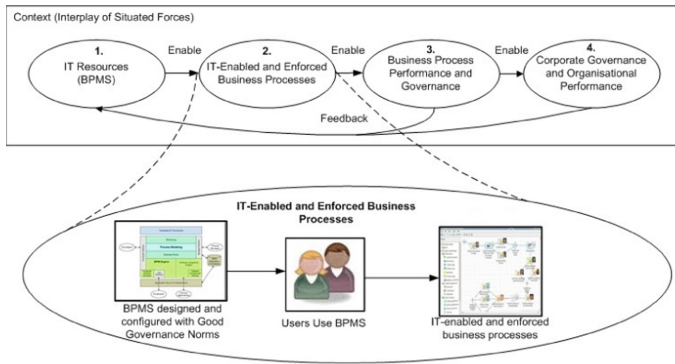 Context (Interplay of Situated Forces)
1.
IT Resources
(BPMS)
Enable
2.
IT-Enabled and Enforced
Business Processes
Enable
3.
Business Process
Performance and
Governance
Enable
4.
Corporate Governance
and Organisational
Performance
Feedback
IT-Enabled and Enforced Business
Processes
BPMS designed and
configured with Good
Governance Norms
Users Use BPMS
IT-enabled and enforced
business processes